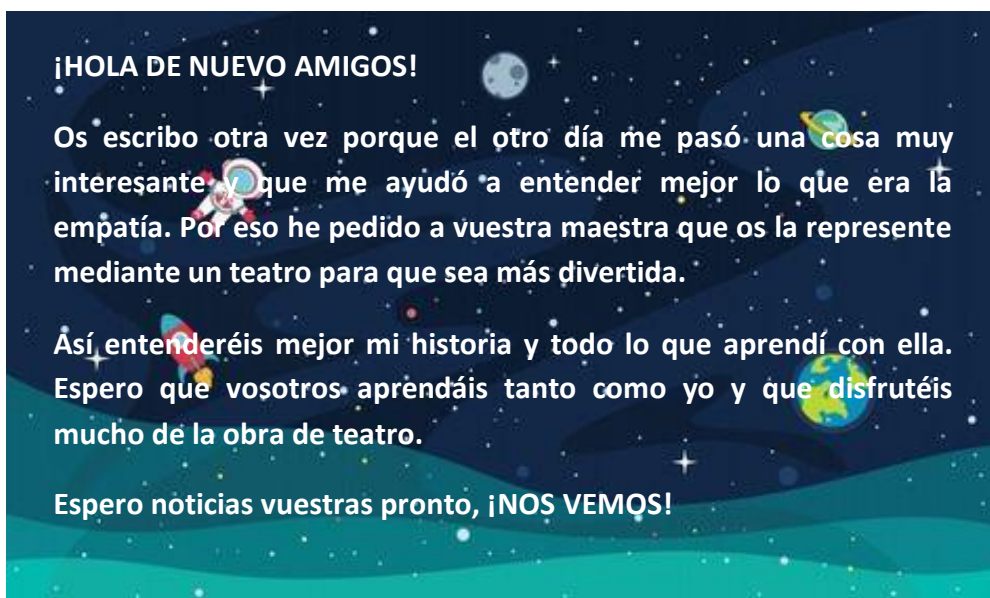 ¡HOLA DE NUEVO AMIGOS!
Os escribo otra vez porque el otro día me pasó una cosa muy
interesante y que me ayudó a entender mejor lo que era la
empatía. Por eso he pedido a vuestra maestra que os la represente
mediante un teatro para que sea más divertida.
Así entenderéis mejor mi historia y todo lo que aprendí con ella.
Espero que vosotros aprendáis tanto como yo y que disfrutéis
mucho de la obra de teatro.
Espero noticias vuestras pronto, ¡NOS VEMOS!